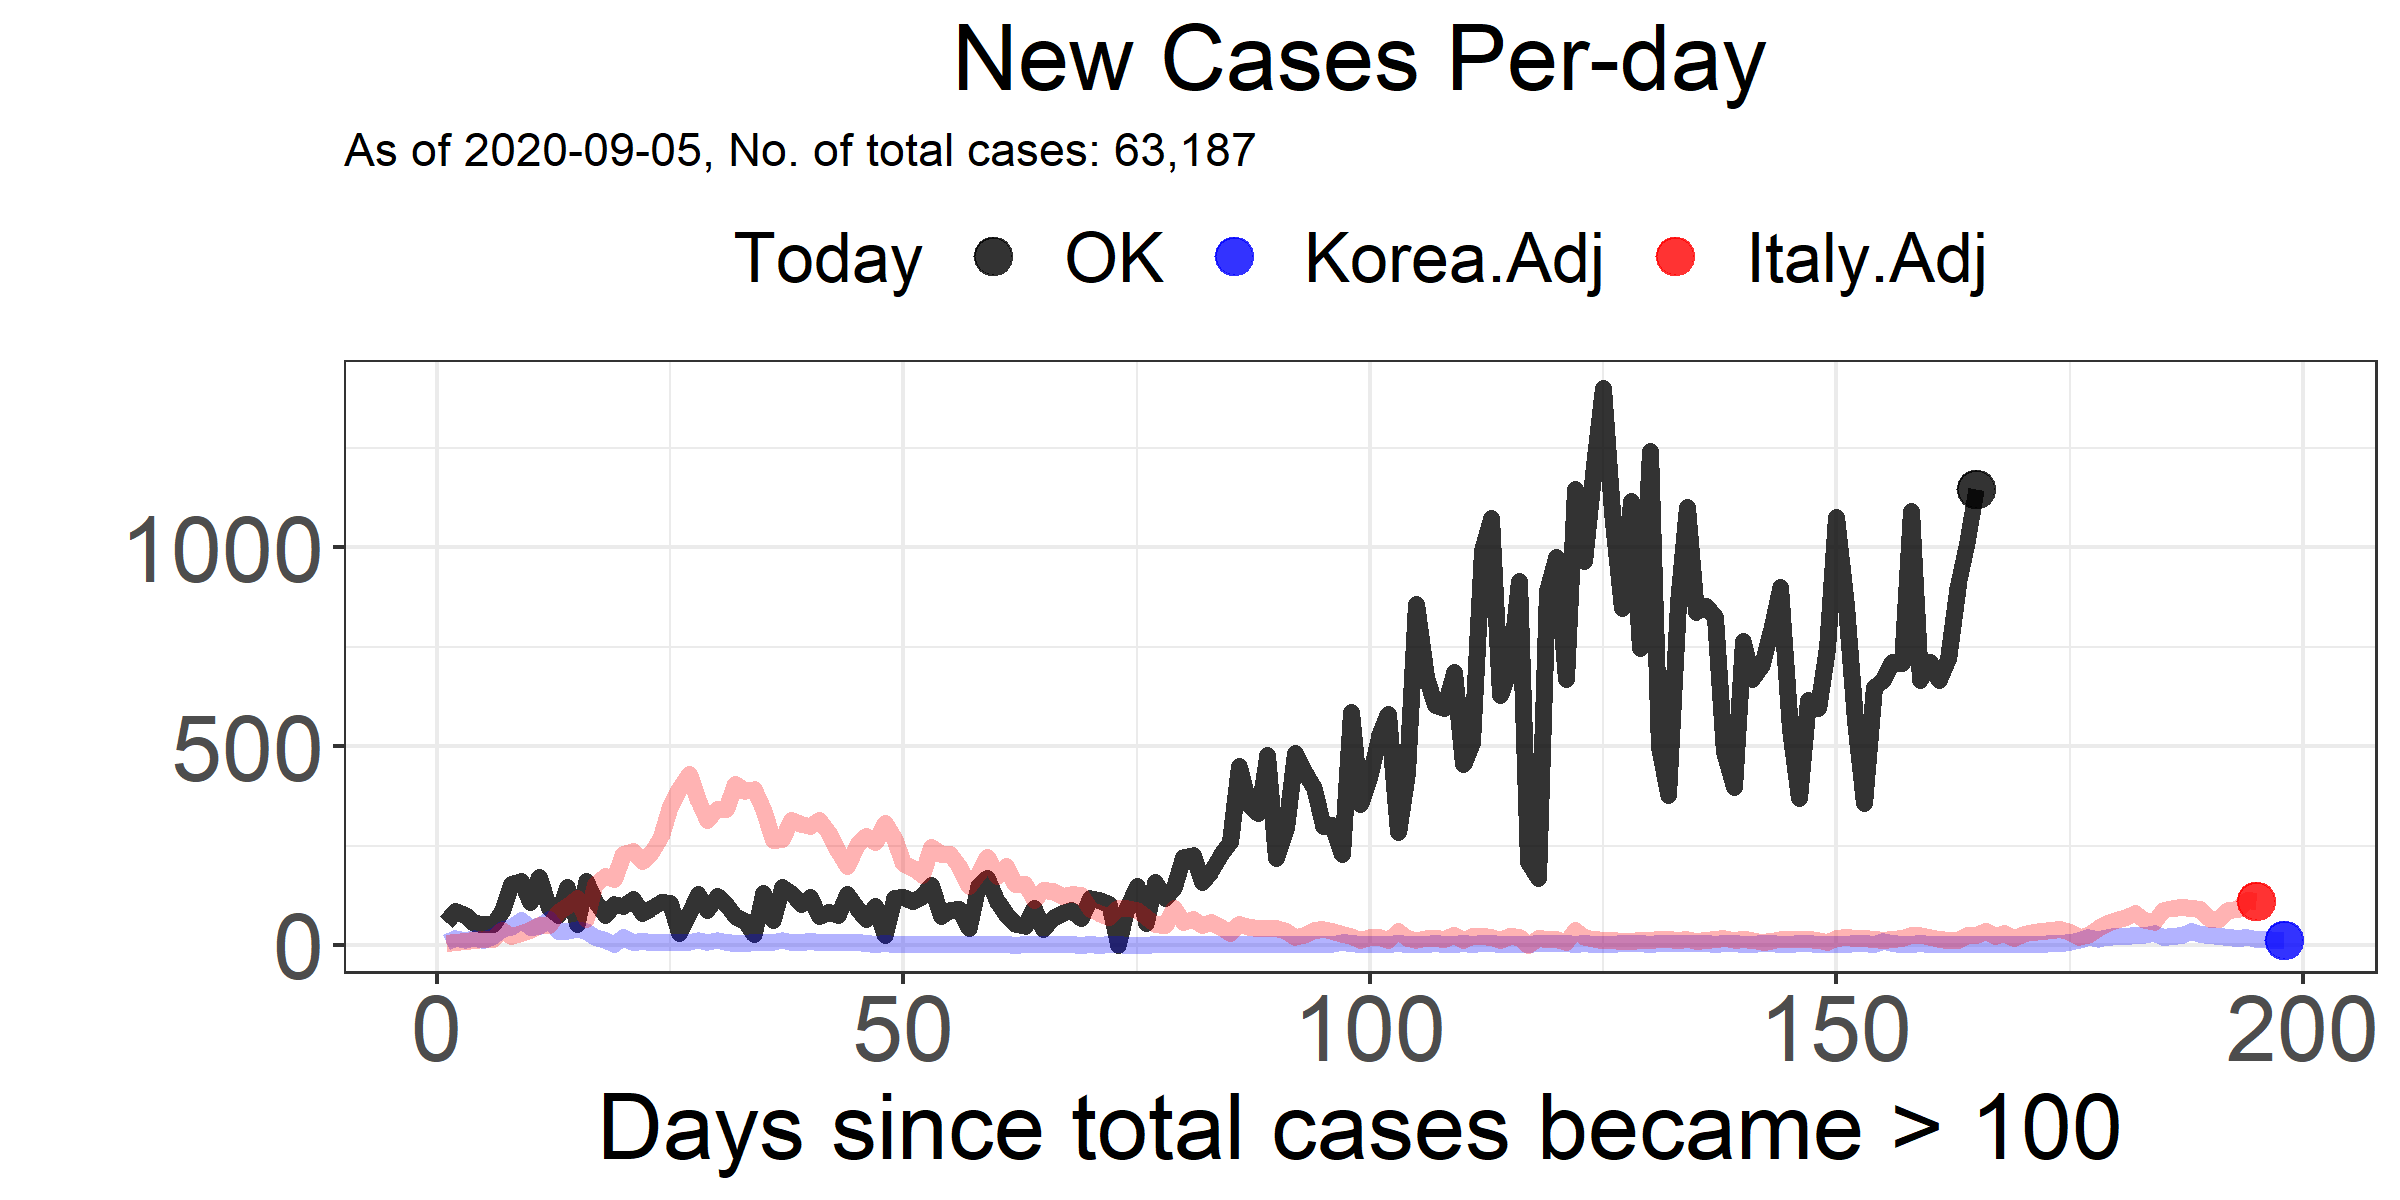 New Cases Per-day
As of 2020-09-05, No. of total cases: 63,187
Today OK Korea.Adj Italy.Adj
1000
500
0
0 50 100 150 200
Days since total cases became > 100